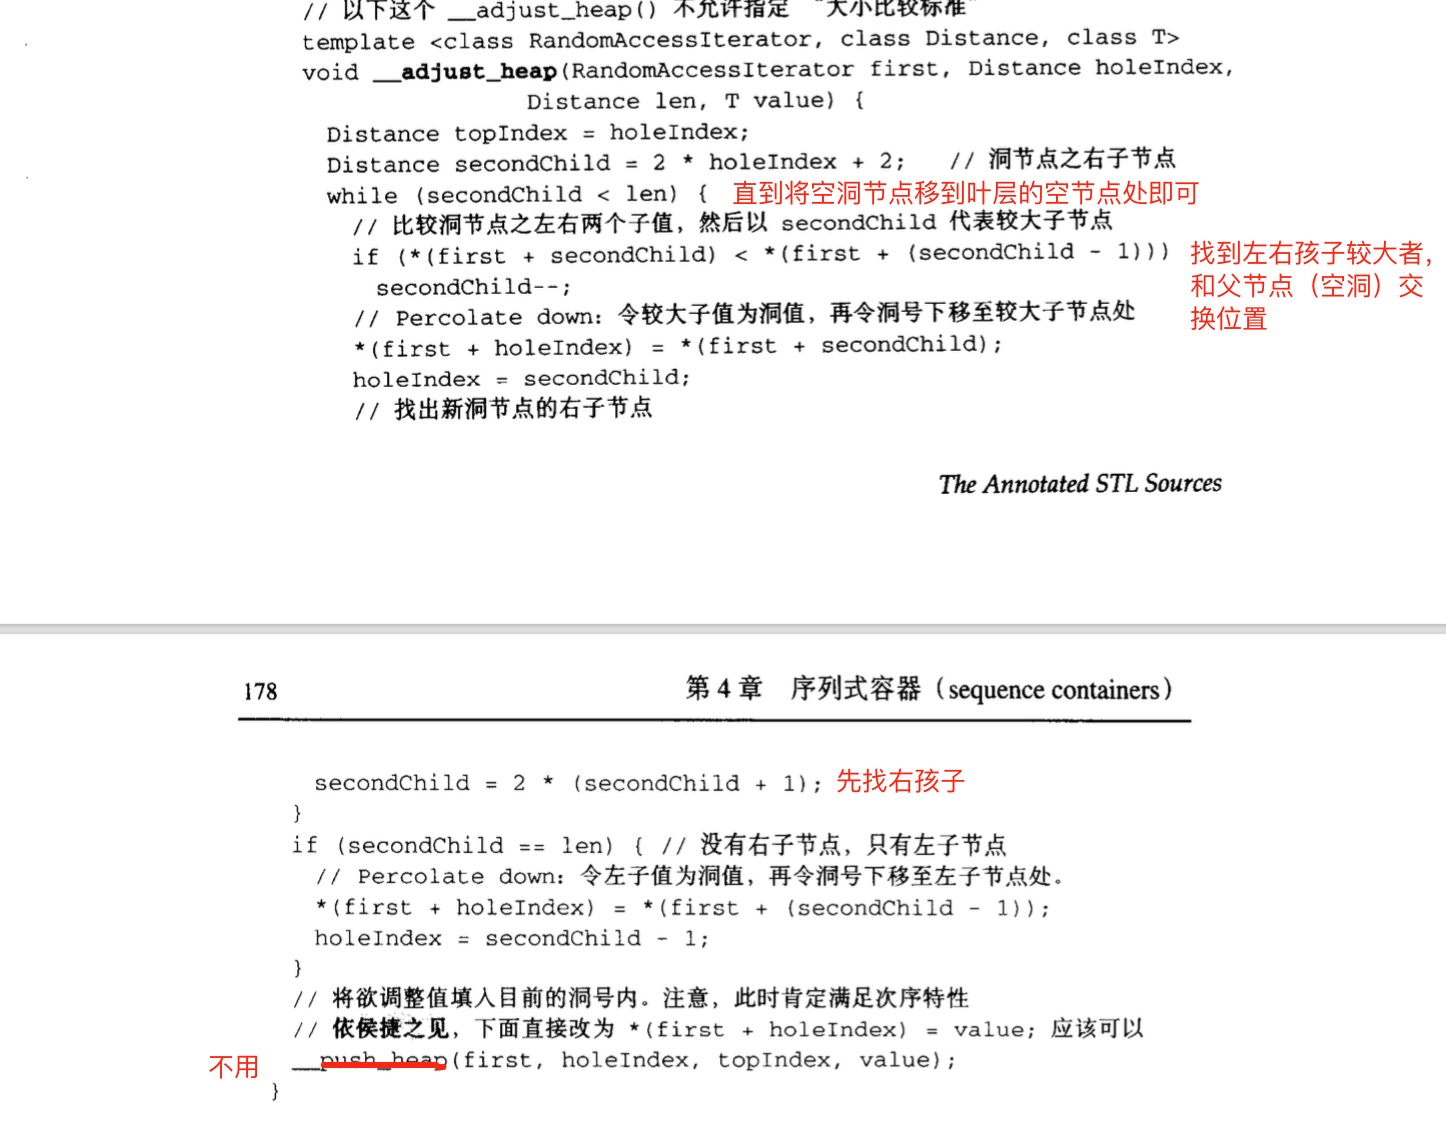 // 以下这个 __adjust_heap() 不允许指定 “大小比较标准”
template <class RandomAccessIterator, class Distance, class T>
void __adjust_heap(RandomAccessIterator first, Distance holeIndex,
Distance len, T value) {
Distance topIndex = holeIndex;
Distance secondChild = 2 * holeIndex + 2; // 洞节点之右子节点
while (secondChild < len) { 直到将空洞节点移到叶层的空节点处即可
// 比较洞节点之左右两个子值，然后以 secondChild 代表较大子节点
if (*(first + secondChild) < *(first + (secondChild - 1))) 找到左右孩子较大者，
secondChild--; 和父节点（空洞）交
// Percolate down：令较大子值为洞值，再令洞号下移至较大子节点处 换位置
*(first + holeIndex) = *(first + secondChild);
holeIndex = secondChild;
// 找出新洞节点的右子节点
The Annotated STL Sources
178 第 4 章 序列式容器（sequence containers）
secondChild = 2 * (secondChild + 1); 先找右孩子
}
if (secondChild == len) { // 没有右子节点，只有左子节点
// Percolate down：令左子值为洞值，再令洞号下移至左子节点处。
*(first + holeIndex) = *(first + (secondChild - 1));
holeIndex = secondChild - 1;
}
// 将欲调整值填入目前的洞号内。注意，此时肯定满足次序特性
// 依侯捷之见，下面直接改为 *(first + holeIndex) = value; 应该可以
不用 __push_heap(first, holeIndex, topIndex, value);
}